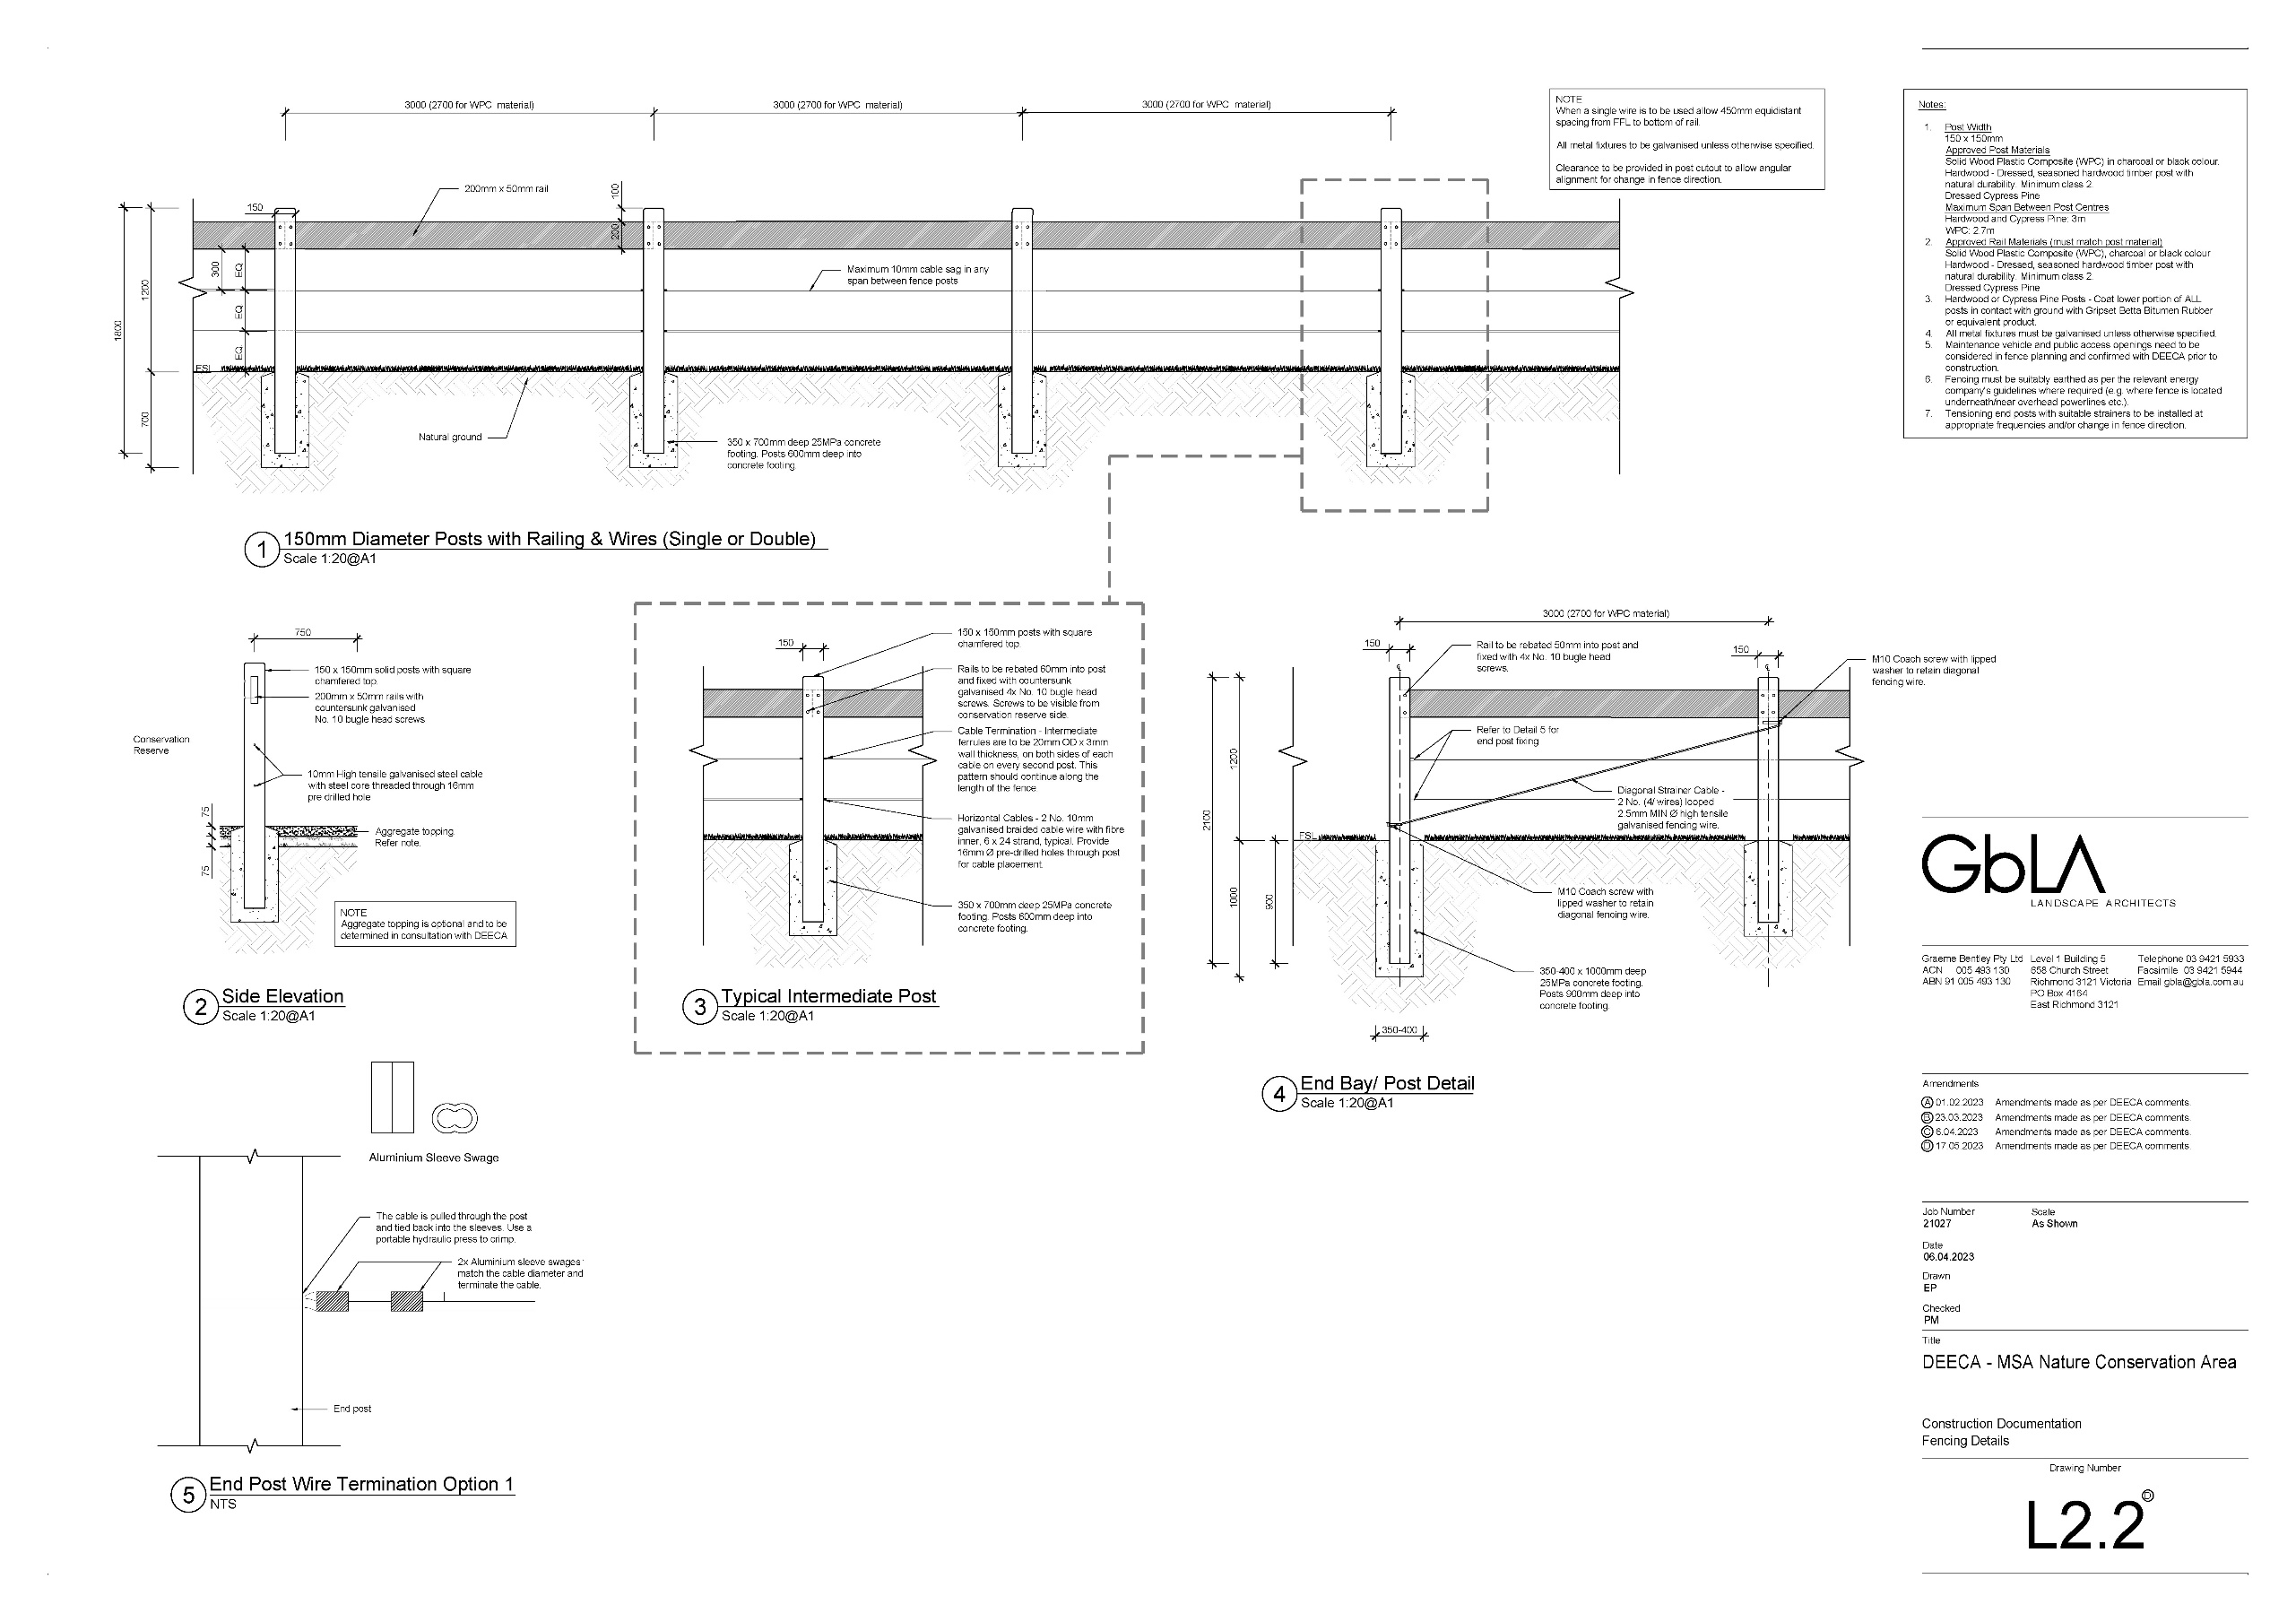 3000 (2700 for WPC material)
3000 (2700 for WPC material)
3000 (2700 for WPC material)
NOTE
When a single wire is to be used allow 450mm equidistant
spacing from FFL to bottom of rail.
All metal fixtures to be galvanised unless otherwise specified.
Clearance to be provided in post cutout to allow angular
alignment for change in fence direction.
200mm x 50mm rail
100
150
200
300
EQ
EQ
EQ
1200
1800
700
FSL
Maximum 10mm cable sag in any
span between fence posts
Natural ground
350 x 700mm deep 25MPa concrete
footing. Posts 600mm deep into
concrete footing
1
150mm Diameter Posts with Railing & Wires (Single or Double)
Scale 1:20@A1
750
150 x 150mm solid posts with square
chamfered top.
200mm x 50mm rails with
countersunk galvanised
No. 10 bugle head screws
Conservation
Reserve
10mm High tensile galvanised steel cable
with steel core threaded through 16mm
pre drilled hole
75
75
Aggregate topping.
Refer note.
NOTE
Aggregate topping is optional and to be
determined in consultation with DEECA
2
Side Elevation
Scale 1:20@A1
150
150 x 150mm posts with square
chamfered top.
Rails to be rebated 60mm into post
and fixed with countersunk
galvanised 4x No. 10 bugle head
screws. Screws to be visible from
conservation reserve side.
Cable Termination - Intermediate
ferrules are to be 20mm OD x 3mm
wall thickness, on both sides of each
cable on every second post. This
pattern should continue along the
length of the fence.
Horizontal Cables - 2 No. 10mm
galvanised braided cable wire with fibre
inner, 6 x 24 strand, typical. Provide
16mm Ø pre-drilled holes through post
for cable placement.
350 x 700mm deep 25MPa concrete
footing. Posts 600mm deep into
concrete footing.
3
Typical Intermediate Post
Scale 1:20@A1
3000 (2700 for WPC material)
150
Rail to be rebated 50mm into post and
fixed with 4x No. 10 bugle head
screws.
150
M10 Coach screw with lipped
washer to retain diagonal
fencing wire.
Refer to Detail 5 for
end post fixing
Diagonal Strainer Cable -
2 No. (4/ wires) looped
2.5mm MIN Ø high tensile
galvanised fencing wire.
1200
2100
1000
900
FSL
M10 Coach screw with
lipped washer to retain
diagonal fencing wire.
350-400 x 1000mm deep
25MPa concrete footing.
Posts 900mm deep into
concrete footing.
350-400
4
End Bay/ Post Detail
Scale 1:20@A1
Aluminium Sleeve Swage
The cable is pulled through the post
and tied back into the sleeves. Use a
portable hydraulic press to crimp.
2x Aluminium sleeve swages
match the cable diameter and
terminate the cable.
End post
5
End Post Wire Termination Option 1
NTS
Notes:
1. Post Width
150 x 150mm
Approved Post Materials
Solid Wood Plastic Composite (WPC) in charcoal or black colour.
Hardwood - Dressed, seasoned hardwood timber post with
natural durability. Minimum class 2.
Dressed Cypress Pine
Maximum Span Between Post Centres
Hardwood and Cypress Pine: 3m
WPC: 2.7m
2. Approved Rail Materials (must match post material)
Solid Wood Plastic Composite (WPC), charcoal or black colour
Hardwood - Dressed, seasoned hardwood timber post with
natural durability. Minimum class 2.
Dressed Cypress Pine
3. Hardwood or Cypress Pine Posts - Coat lower portion of ALL
posts in contact with ground with Gripset Betta Bitumen Rubber
or equivalent product.
4. All metal fixtures must be galvanised unless otherwise specified.
5. Maintenance vehicle and public access openings need to be
considered in fence planning and confirmed with DEECA prior to
construction.
6. Fencing must be suitably earthed as per the relevant energy
company's guidelines where required (e.g. where fence is located
underneath/near overhead powerlines etc.).
7. Tensioning end posts with suitable strainers to be installed at
appropriate frequencies and/or change in fence direction.
GbLA
LANDSCAPE ARCHITECTS
Graeme Bentley Pty Ltd Level 1 Building 5 Telephone 03 9421 5933
ACN 005 493 130 658 Church Street Facsimile 03 9421 5944
ABN 91 005 493 130 Richmond 3121 Victoria Email gbla@gbla.com.au
PO Box 4164
East Richmond 3121
Amendments
A 01.02.2023 Amendments made as per DEECA comments.
B 23.03.2023 Amendments made as per DEECA comments.
C 6.04.2023 Amendments made as per DEECA comments.
D 17.05.2023 Amendments made as per DEECA comments.
Job Number Scale
21027 As Shown
Date
06.04.2023
Drawn
EP
Checked
PM
Title
DEECA - MSA Nature Conservation Area
Construction Documentation
Fencing Details
Drawing Number
L2.2 D